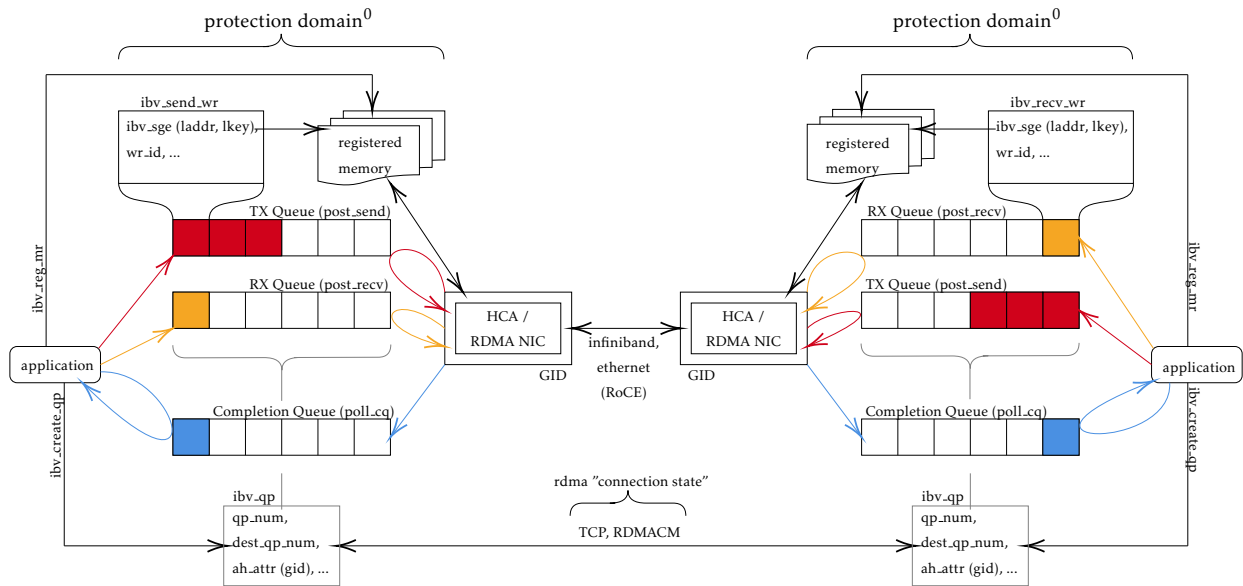 protection domain0
protection domain0
ibv_send_wr
ibv_sge (laddr, lkey),
wr_id, ...
registered
memory
TX Queue (post_send)
RX Queue (post_recv)
ibv_reg_mr
application
ibv_create_qp
HCA /
RDMA NIC
GID
Completion Queue (poll_cq)
ibv_qp
qp_num,
dest_qp_num,
ah_attr (gid), ...
infiniband,
ethernet
(RoCE)
rdma ”connection state”
TCP, RDMACM
ibv_recv_wr
ibv_sge (laddr, lkey),
wr_id, ...
registered
memory
RX Queue (post_recv)
TX Queue (post_send)
ibv_reg_mr
application
ibv_create_qp
HCA /
RDMA NIC
GID
Completion Queue (poll_cq)
ibv_qp
qp_num,
dest_qp_num,
ah_attr (gid), ...